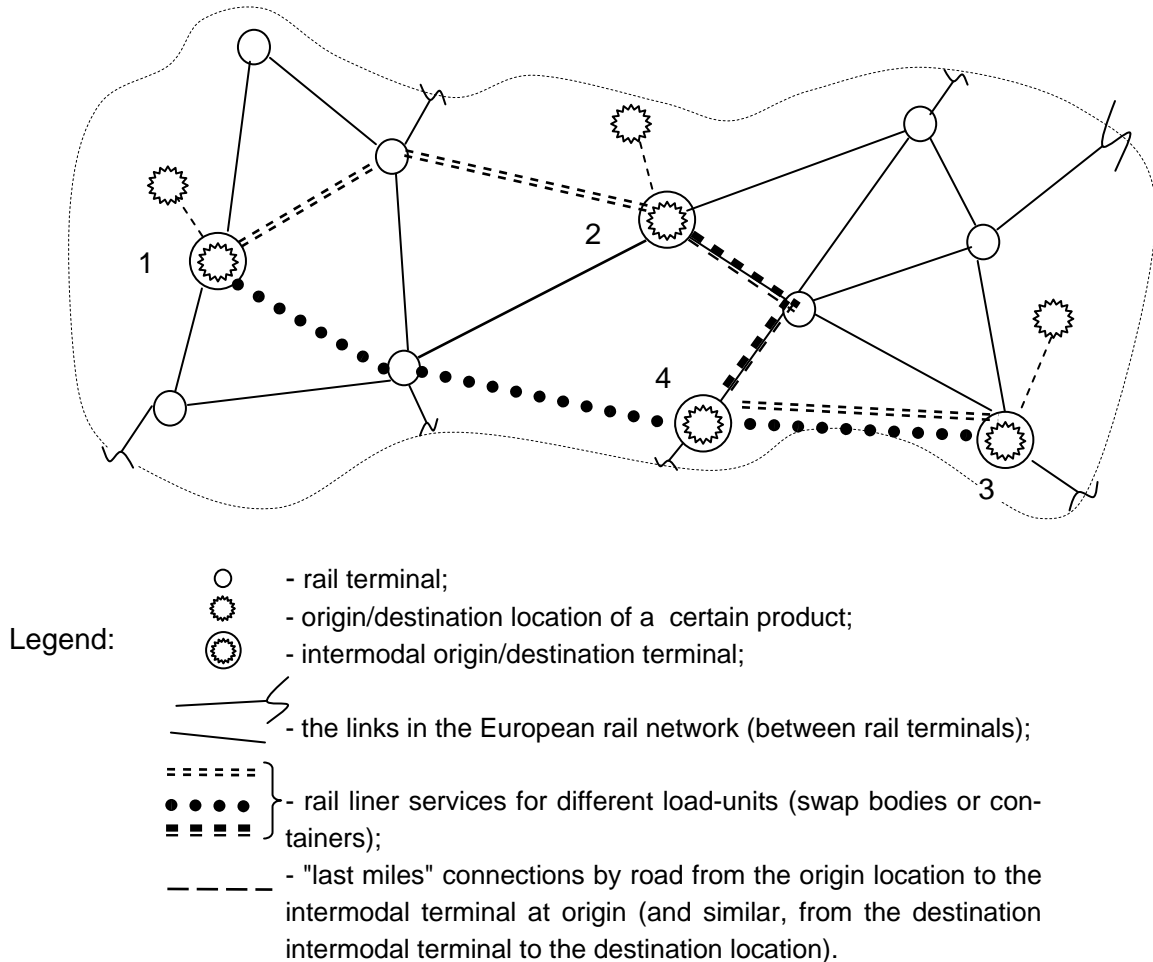 2
1
4
3
- rail terminal;
- origin/destination location of a certain product;
Legend:
- intermodal origin/destination terminal;
- the links in the European rail network (between rail terminals);
- rail liner services for different load-units (swap bodies or con-
tainers);
- "last miles" connections by road from the origin location to the
intermodal terminal at origin (and similar, from the destination
intermodal terminal to the destination location).